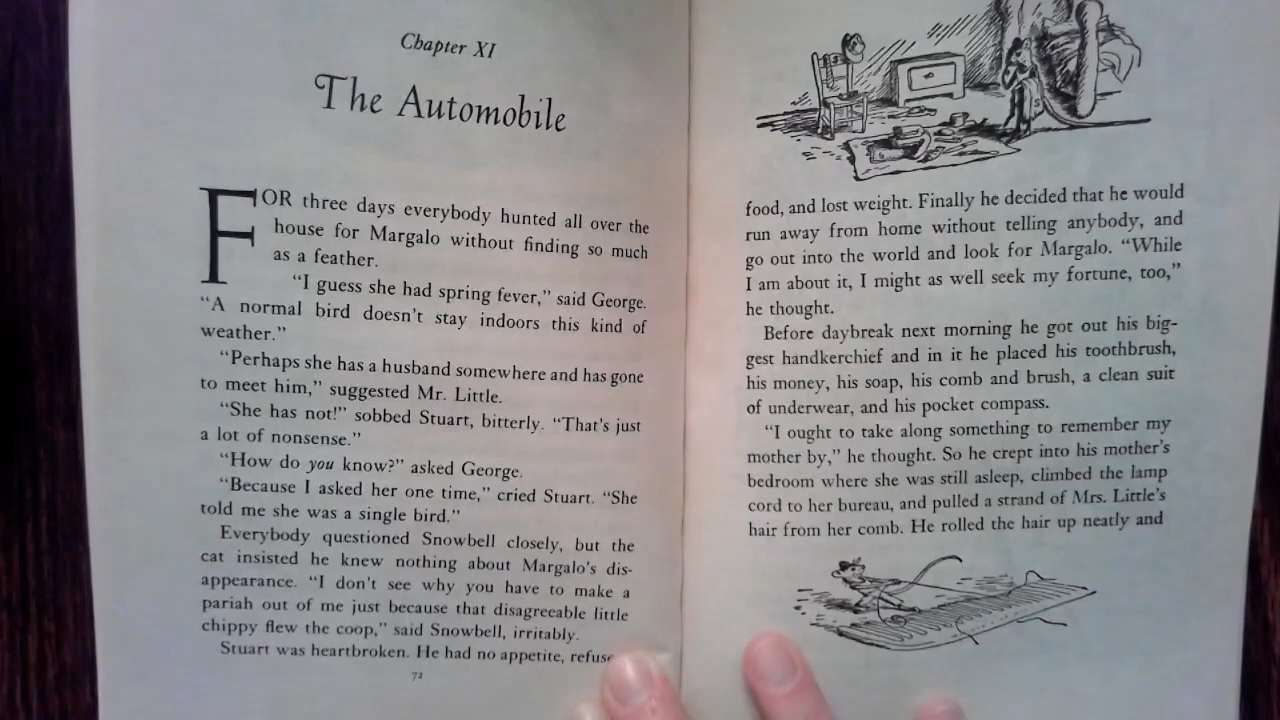 Chapter XI
The Automobile
FOR three days everybody hunted all over the
house for Margalo without finding so much
as a feather.
“I guess she had spring fever,” said George.
“A normal bird doesn't stay indoors this kind of
weather.”
“Perhaps she has a husband somewhere and has gone
to meet him,” suggested Mr. Little.
“She has not!” sobbed Stuart, bitterly. “That's just
a lot of nonsense.”
“How do you know?” asked George.
“Because I asked her one time,” cried Stuart. “She
told me she was a single bird.”
Everybody questioned Snowbell closely, but the
cat insisted he knew nothing about Margalo's dis-
appearance. “I don't see why you have to make a
pariah out of me just because that disagreeable little
chippy flew the coop,” said Snowbell, irritably.
Stuart was heartbroken. He had no appetite,
72
food, and lost weight. Finally he decided that he would
run away from home without telling anybody, and
go out into the world and look for Margalo. “While
I am about it, I might as well seek my fortune, too,”
he thought.
Before daybreak next morning he got out his big-
gest handkerchief and in it he placed his toothbrush,
his money, his soap, his comb and brush, a clean suit
of underwear, and his pocket compass.
“I ought to take along something to remember my
mother by,” he thought. So he crept into his mother's
bedroom where she was still asleep, climbed the lamp
cord to her bureau, and pulled a strand of Mrs. Little's
hair from her comb. He rolled the hair up neatly and